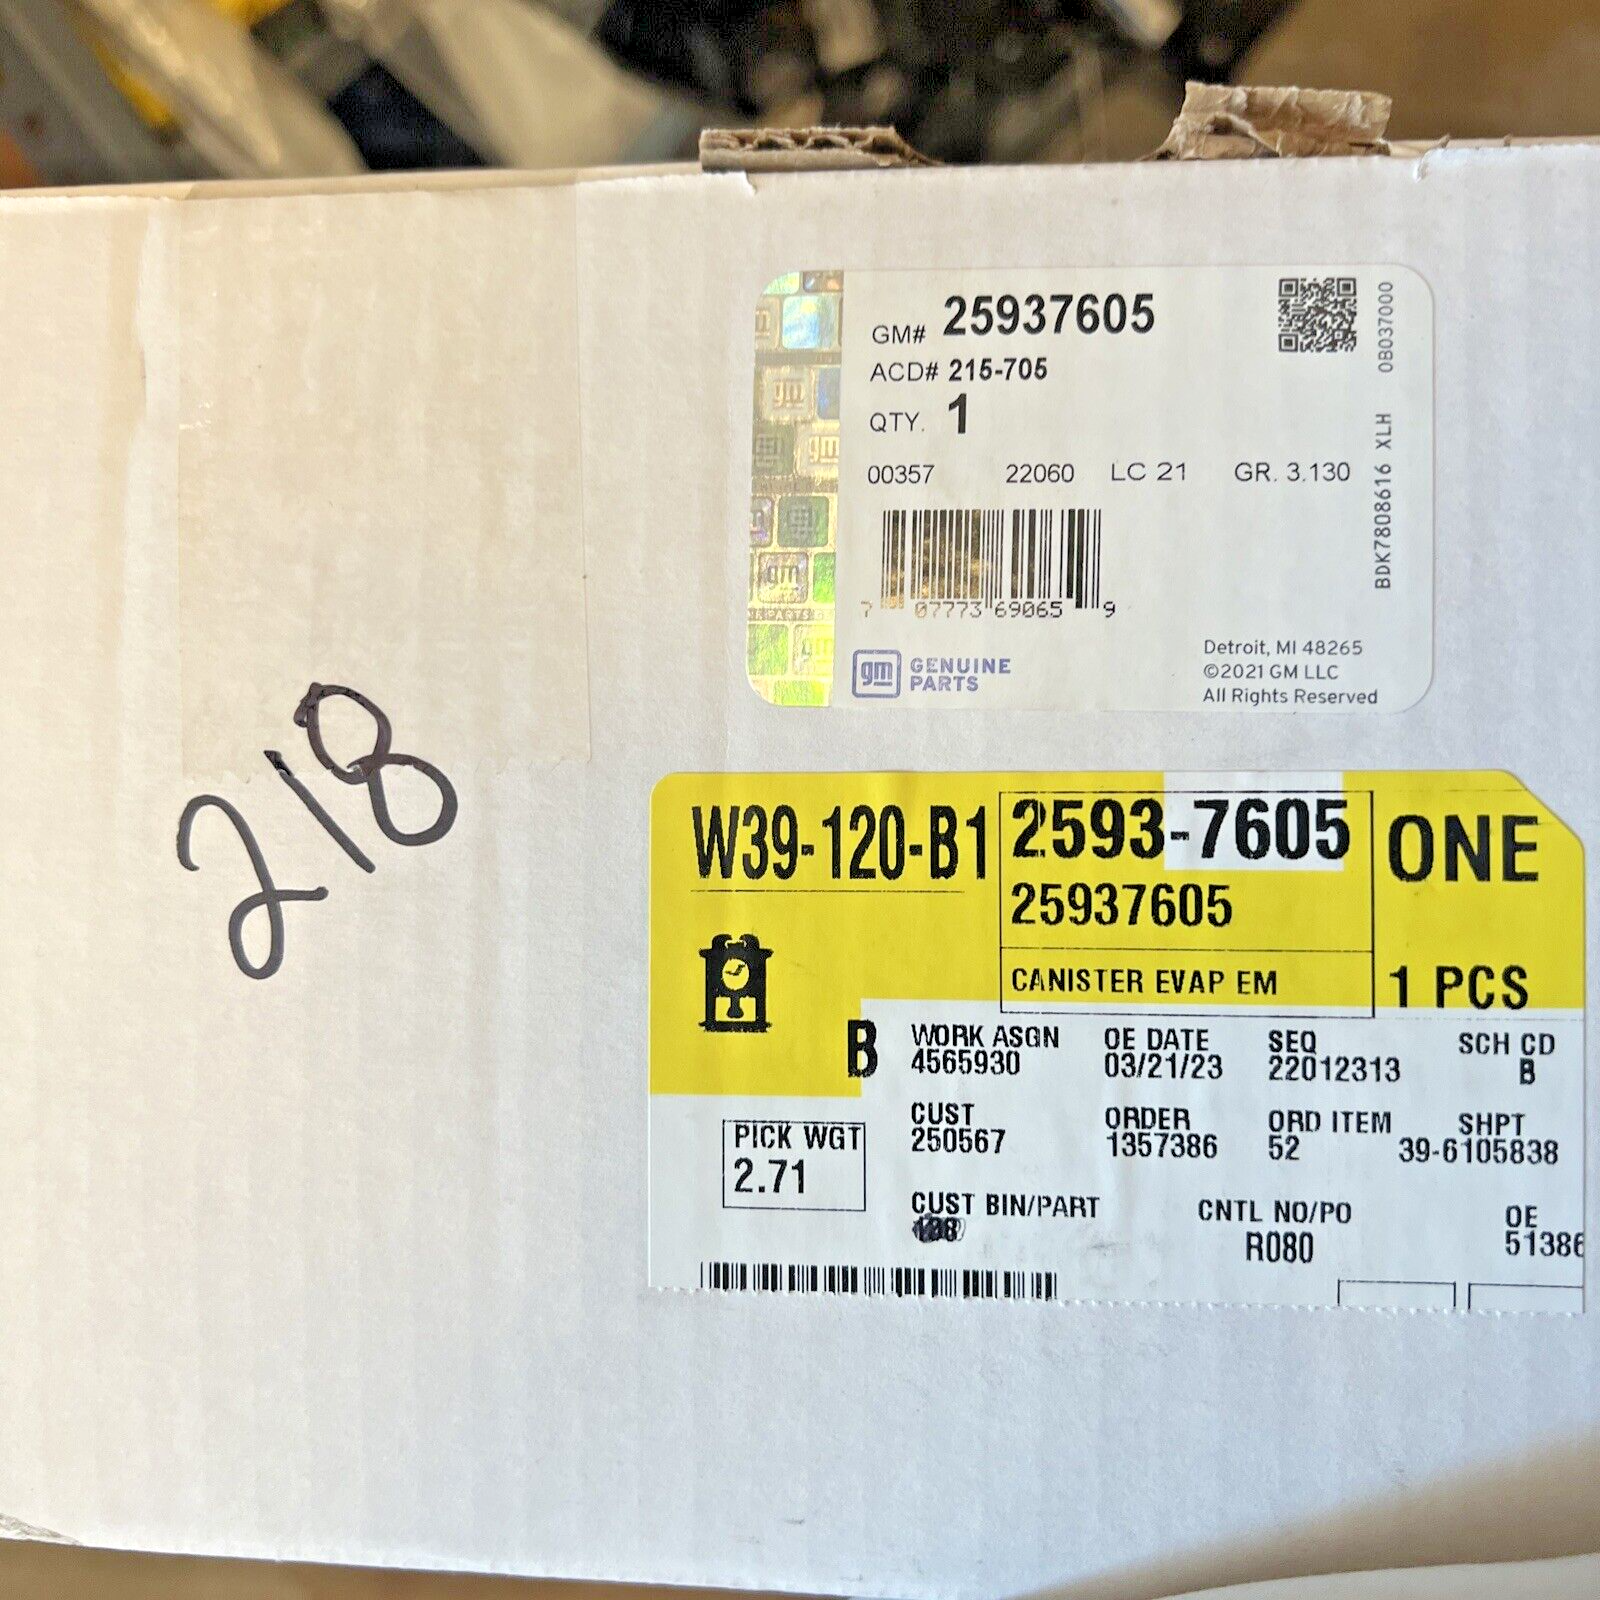 GM# 25937605
ACD# 215-705
QTY. 1
00357 22060 LC 21 GR. 3.130
7 07773 69065 9
gm GENUINE PARTS
Detroit, MI 48265
©2021 GM LLC
All Rights Reserved
BDK7808616 XLH 0B037000
218
W39-120-B1 2593-7605 ONE
25937605
CANISTER EVAP EM 1 PCS
B
WORK ASGN OE DATE SEQ SCH CD
4565930 03/21/23 22012313 B
CUST ORDER ORD ITEM SHPT
250567 1357386 52 39-6105838
PICK WGT
2.71
CUST BIN/PART CNTL NO/PO OE
R080 51386